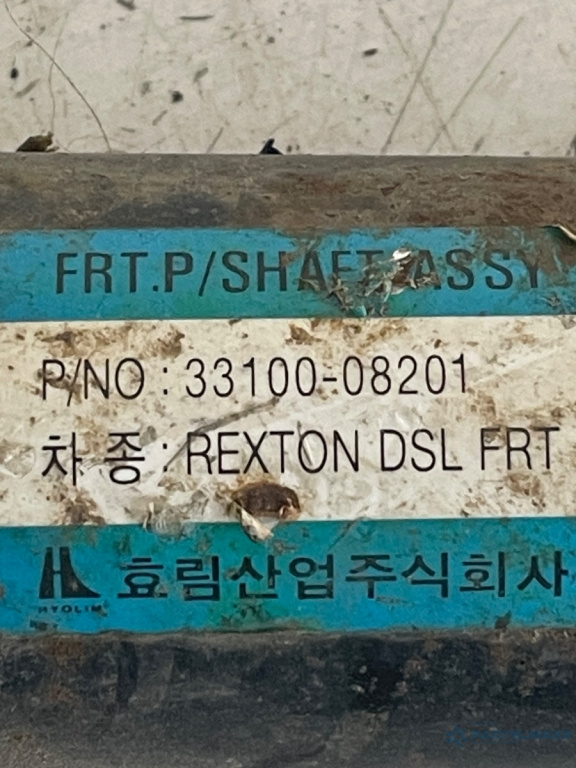 FRT.P/SHAFT ASSY
P/NO : 33100-08201
차 종 : REXTON DSL FRT
효림산업주식회사
HYOLIM